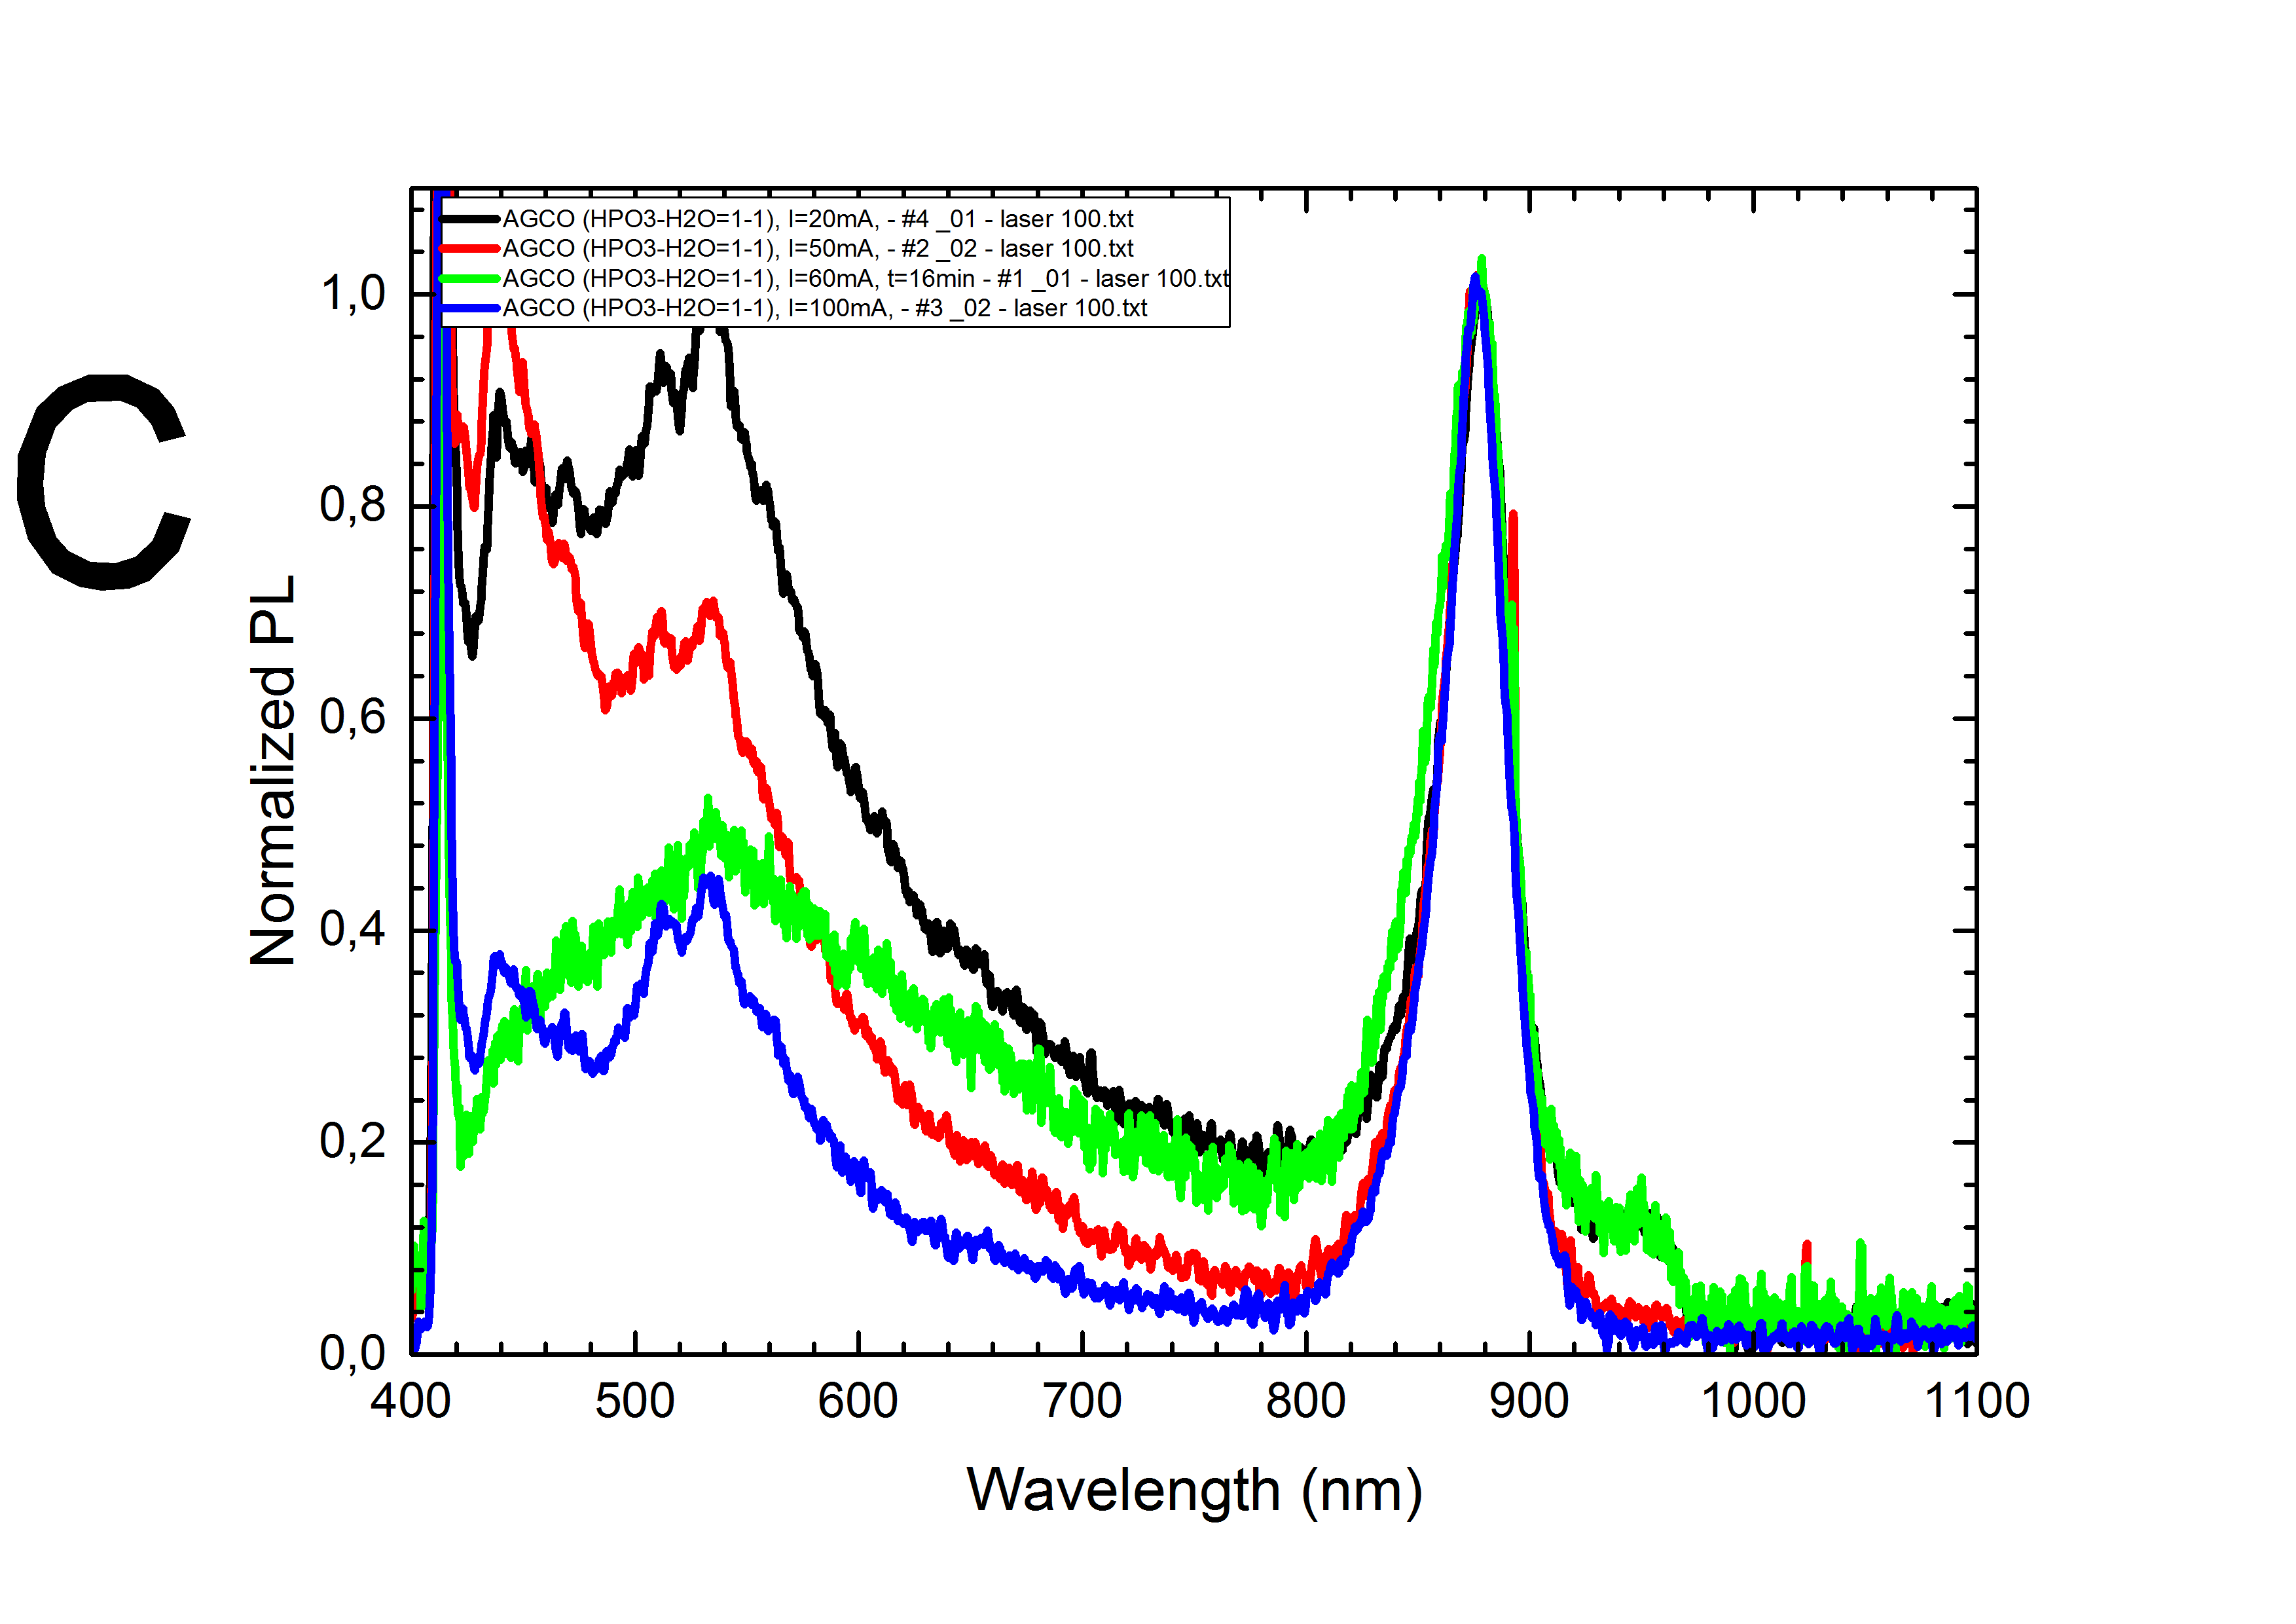 C
AGCO (HPO3-H2O=1-1), I=20mA, - #4 _01 - laser 100.txt
AGCO (HPO3-H2O=1-1), I=50mA, - #2 _02 - laser 100.txt
AGCO (HPO3-H2O=1-1), I=60mA, t=16min - #1 _01 - laser 100.txt
AGCO (HPO3-H2O=1-1), I=100mA, - #3 _02 - laser 100.txt
Normalized PL
1,0
0,8
0,6
0,4
0,2
0,0
400 500 600 700 800 900 1000 1100
Wavelength (nm)